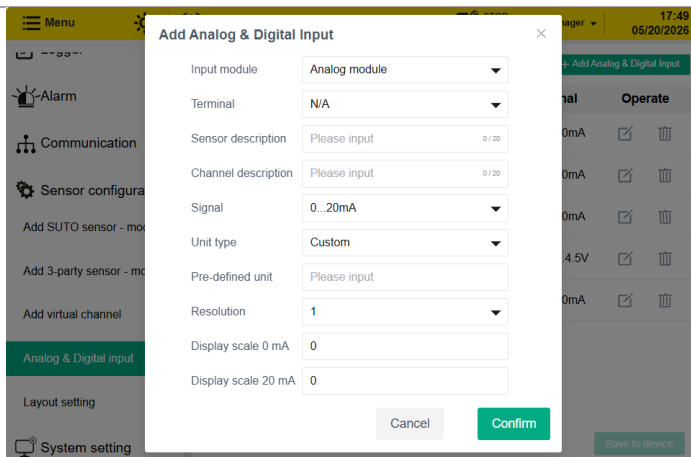 Menu
17:49
05/20/2026
Add Analog & Digital Input
+ Add Analog & Digital Input
Input module Analog module
Operate
Alarm
Terminal N/A
0mA
Communication
Sensor description Please input 0 / 20
Channel description Please input 0 / 20
0mA
Sensor configura
Signal 0...20mA
0mA
Add SUTO sensor - mo
Unit type Custom
.4.5V
Add 3-party sensor - mo
Pre-defined unit Please input
0mA
Add virtual channel
Resolution 1
Display scale 0 mA 0
Analog & Digital input
Display scale 20 mA 0
Layout setting
Cancel Confirm
System setting
Save to device